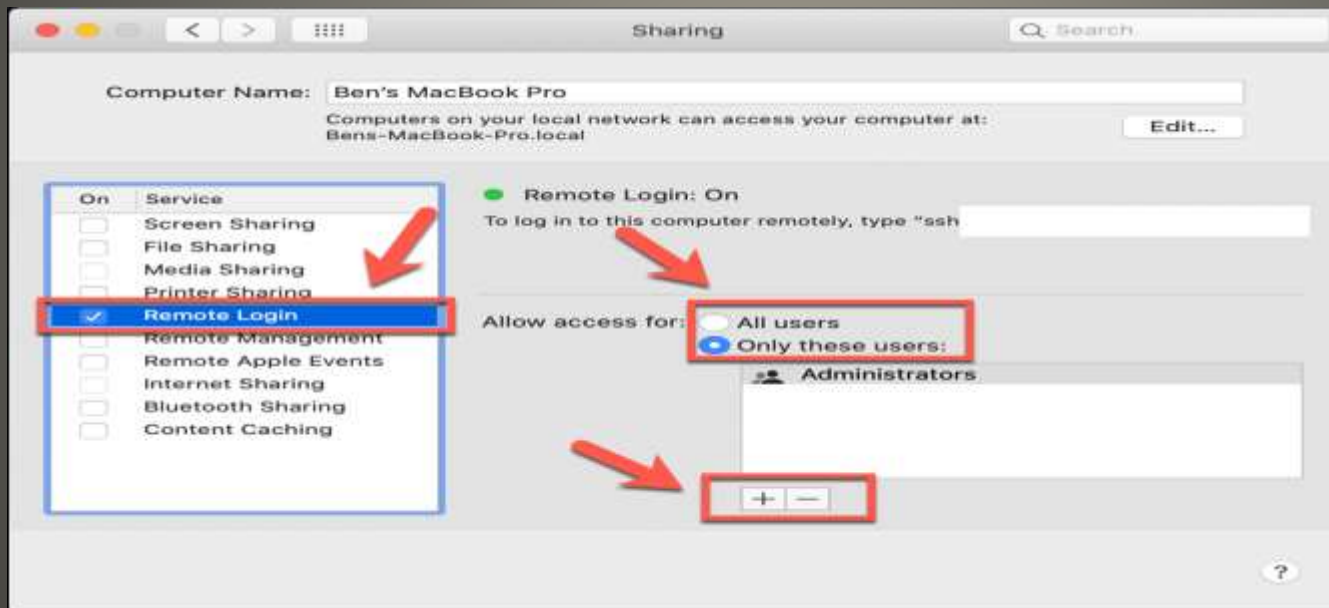 Sharing
Search
Computer Name: Ben's MacBook Pro
Computers on your local network can access your computer at:
Bens-MacBook-Pro.local
Edit...
On Service
Screen Sharing
File Sharing
Media Sharing
Printer Sharing
Remote Login
Remote Management
Remote Apple Events
Internet Sharing
Bluetooth Sharing
Content Caching
Remote Login: On
To log in to this computer remotely, type "ssh
Allow access for: All users
Only these users:
Administrators
+ −
?